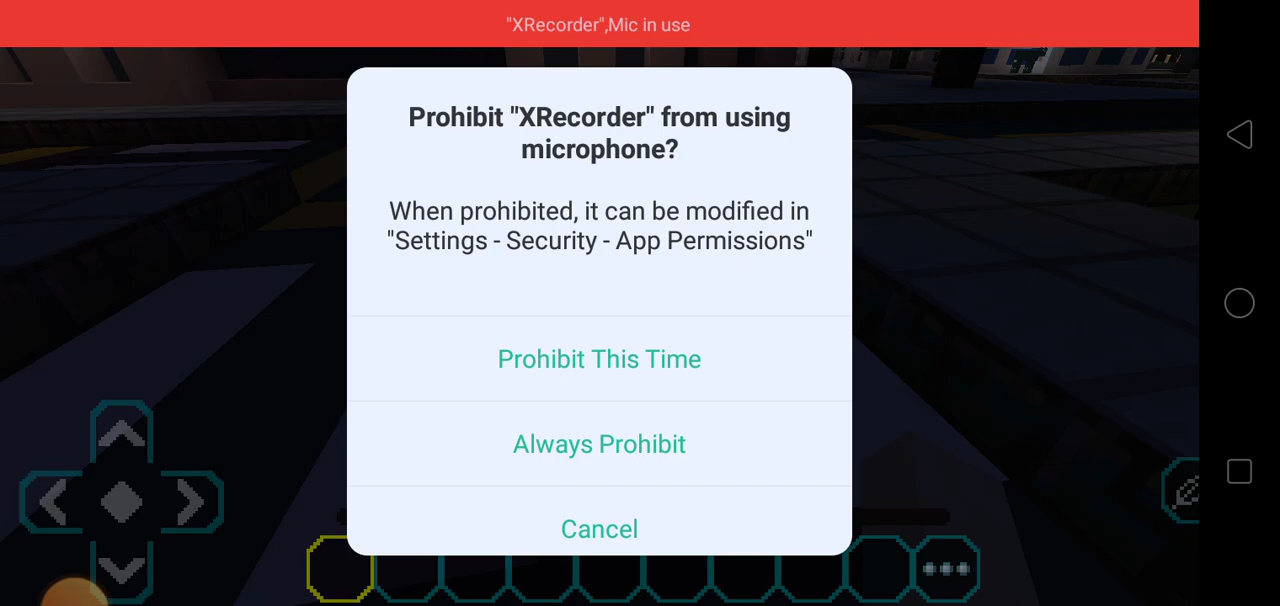 "XRecorder",Mic in use
Prohibit "XRecorder" from using
microphone?
When prohibited, it can be modified in
"Settings - Security - App Permissions"
Prohibit This Time
Always Prohibit
Cancel